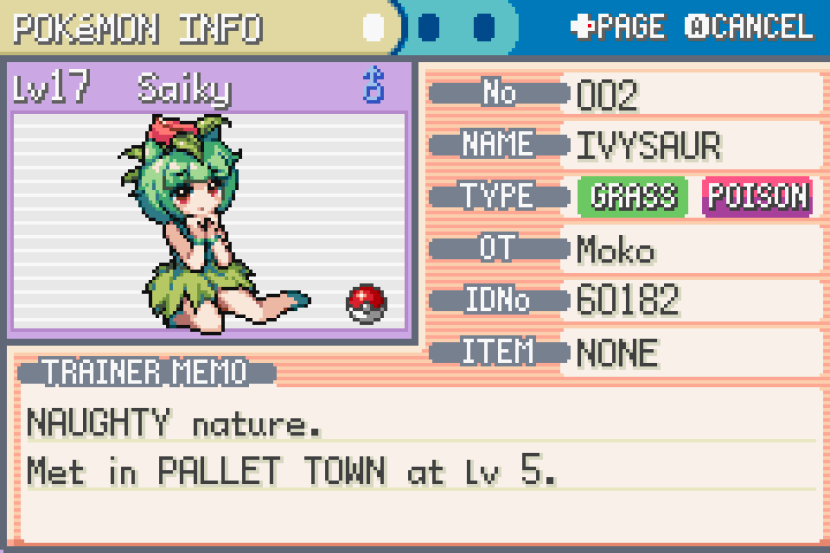 POKéMON INFO PAGE ACANCEL
Lv17 Saiky ♂
No 002
NAME IVYSAUR
TYPE GRASS POISON
OT Moko
IDNo 60182
ITEM NONE
TRAINER MEMO
NAUGHTY nature.
Met in PALLET TOWN at Lv 5.